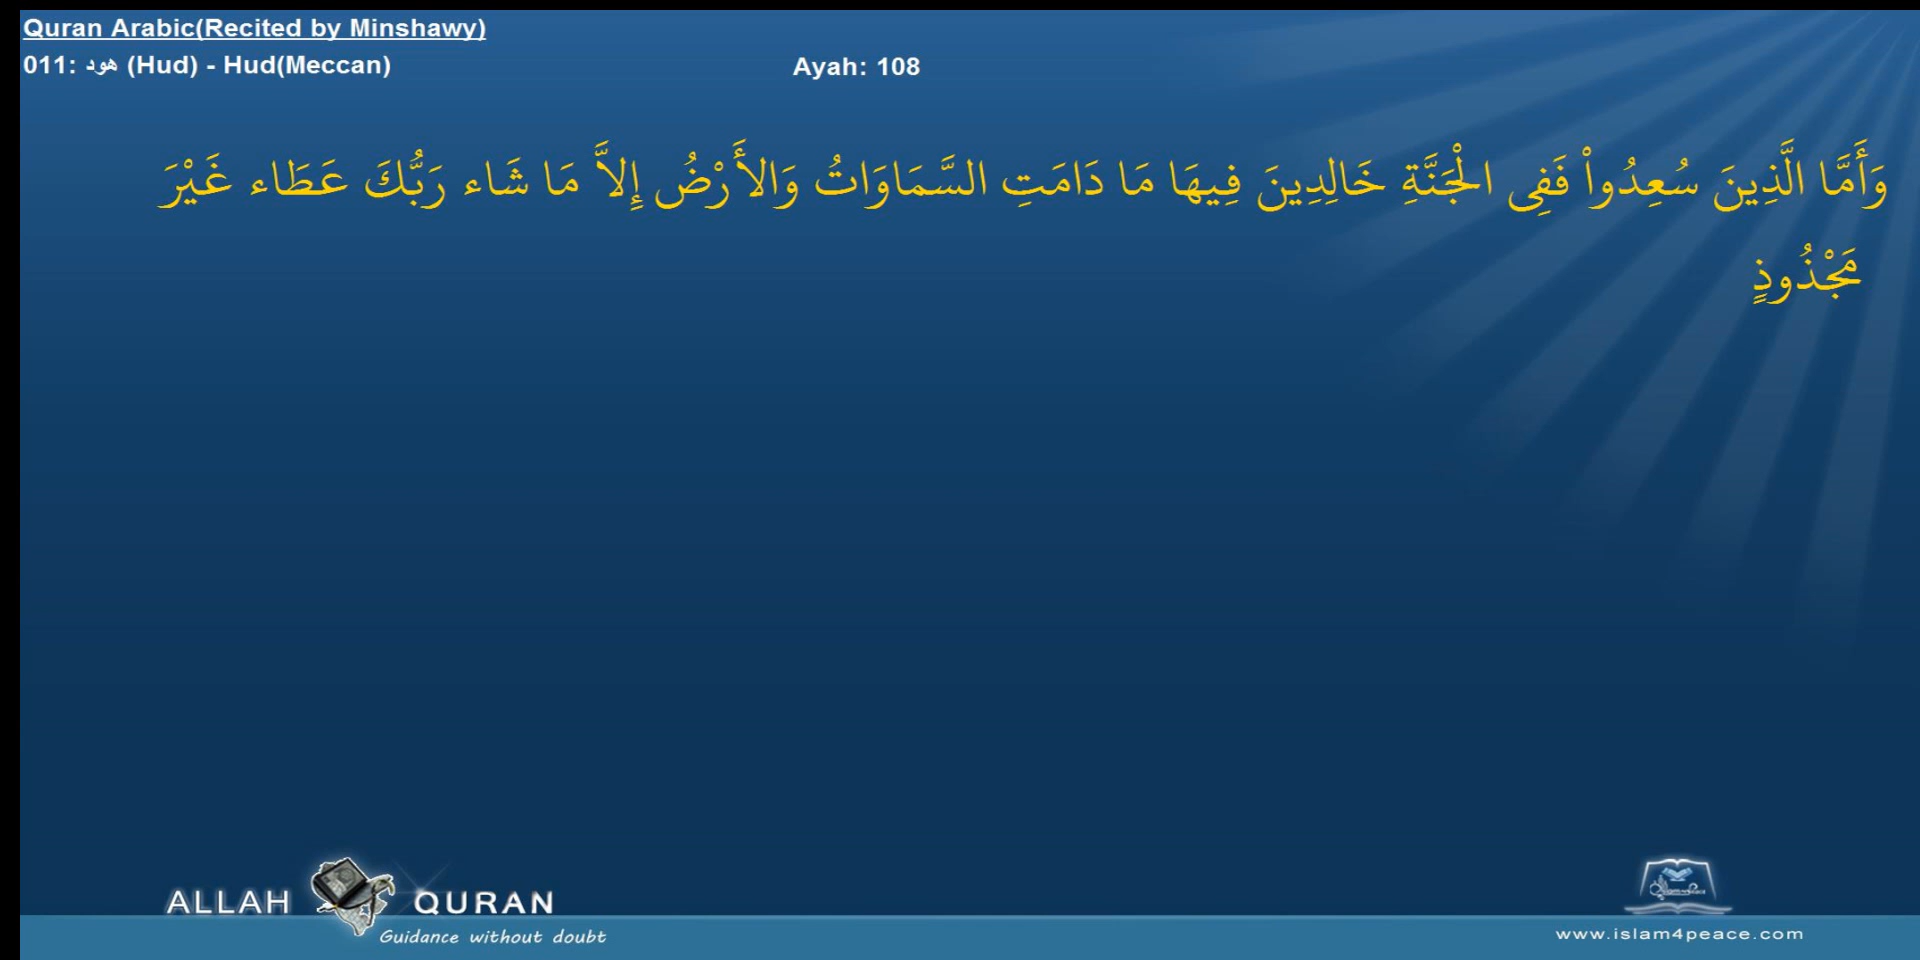 Quran Arabic(Recited by Minshawy)
011: هود (Hud) - Hud(Meccan)
Ayah: 108
وَأَمَّا الَّذِينَ سُعِدُواْ فَفِى الْجَنَّةِ خَالِدِينَ فِيهَا مَا دَامَتِ السَّمَاوَاتُ وَالأَرْضُ إِلاَّ مَا شَاء رَبُّكَ عَطَاء غَيْرَ
مَجْذُوذٍ
ALLAH QURAN
Guidance without doubt
www.islam4peace.com